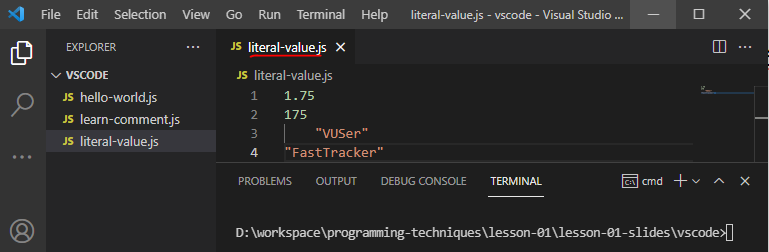 File Edit Selection View Go Run Terminal Help literal-value.js - vscode - Visual Studio ...
EXPLORER
VSCODE
JS hello-world.js
JS learn-comment.js
JS literal-value.js
JS literal-value.js
JS literal-value.js
1 1.75
2 175
3 "VUSer"
4 "FastTracker"
PROBLEMS OUTPUT DEBUG CONSOLE TERMINAL cmd
D:\workspace\programming-techniques\lesson-01\lesson-01-slides\vscode>